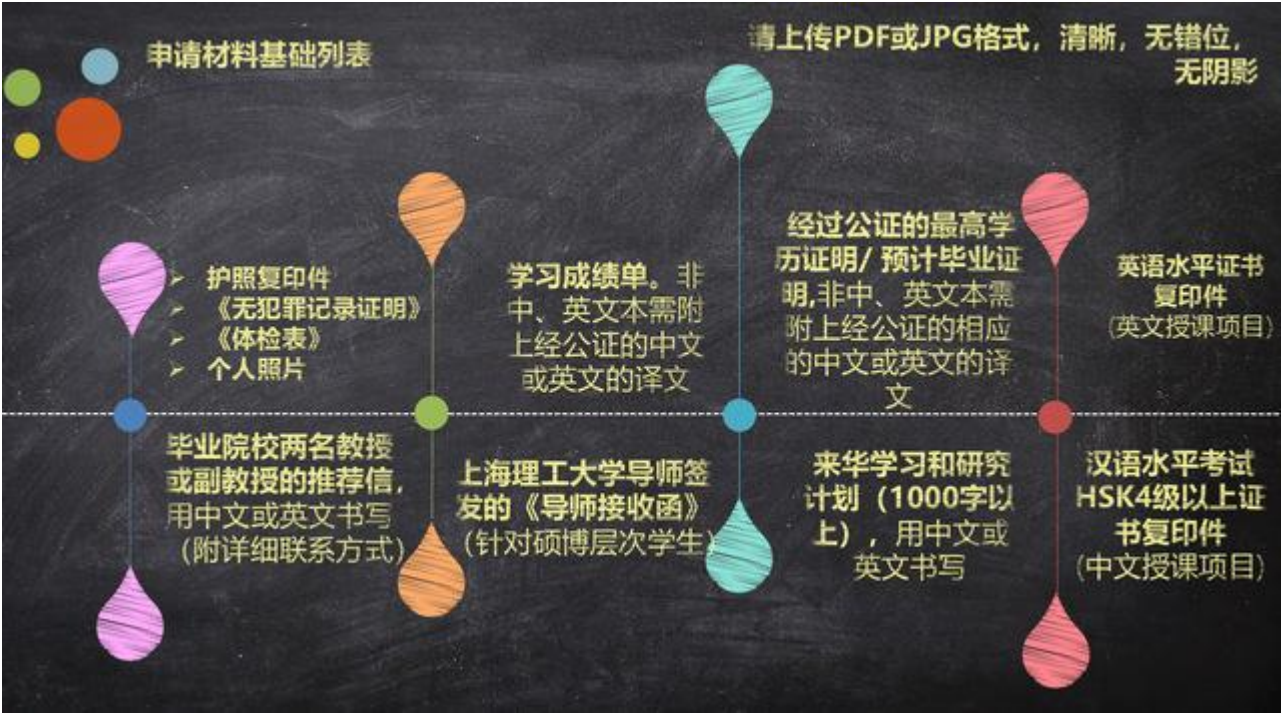 申请材料基础列表
请上传PDF或JPG格式，清晰，无错位，
无阴影
护照复印件
《无犯罪记录证明》
《体检表》
个人照片
学习成绩单。非
中、英文本需附
上经公证的中文
或英文的译文
经过公证的最高学
历证明/ 预计毕业证
明,非中、英文本需
附上经公证的相应
的中文或英文的译
文
英语水平证书
复印件
(英文授课项目)
毕业院校两名教授
或副教授的推荐信，
用中文或英文书写
（附详细联系方式）
上海理工大学导师签
发的《导师接收函》
（针对硕博层次学生）
来华学习和研究
计划（1000字以
上），用中文或
英文书写
汉语水平考试
HSK4级以上证
书复印件
(中文授课项目)